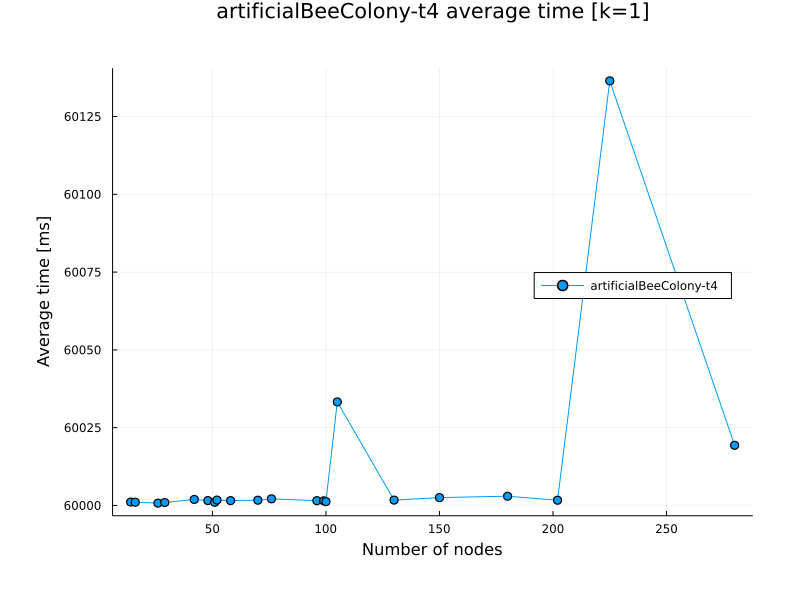 artificialBeeColony-t4 average time [k=1]
Average time [ms]
60125
60100
60075
60050
60025
60000
artificialBeeColony-t4
50
100
150
200
250
Number of nodes